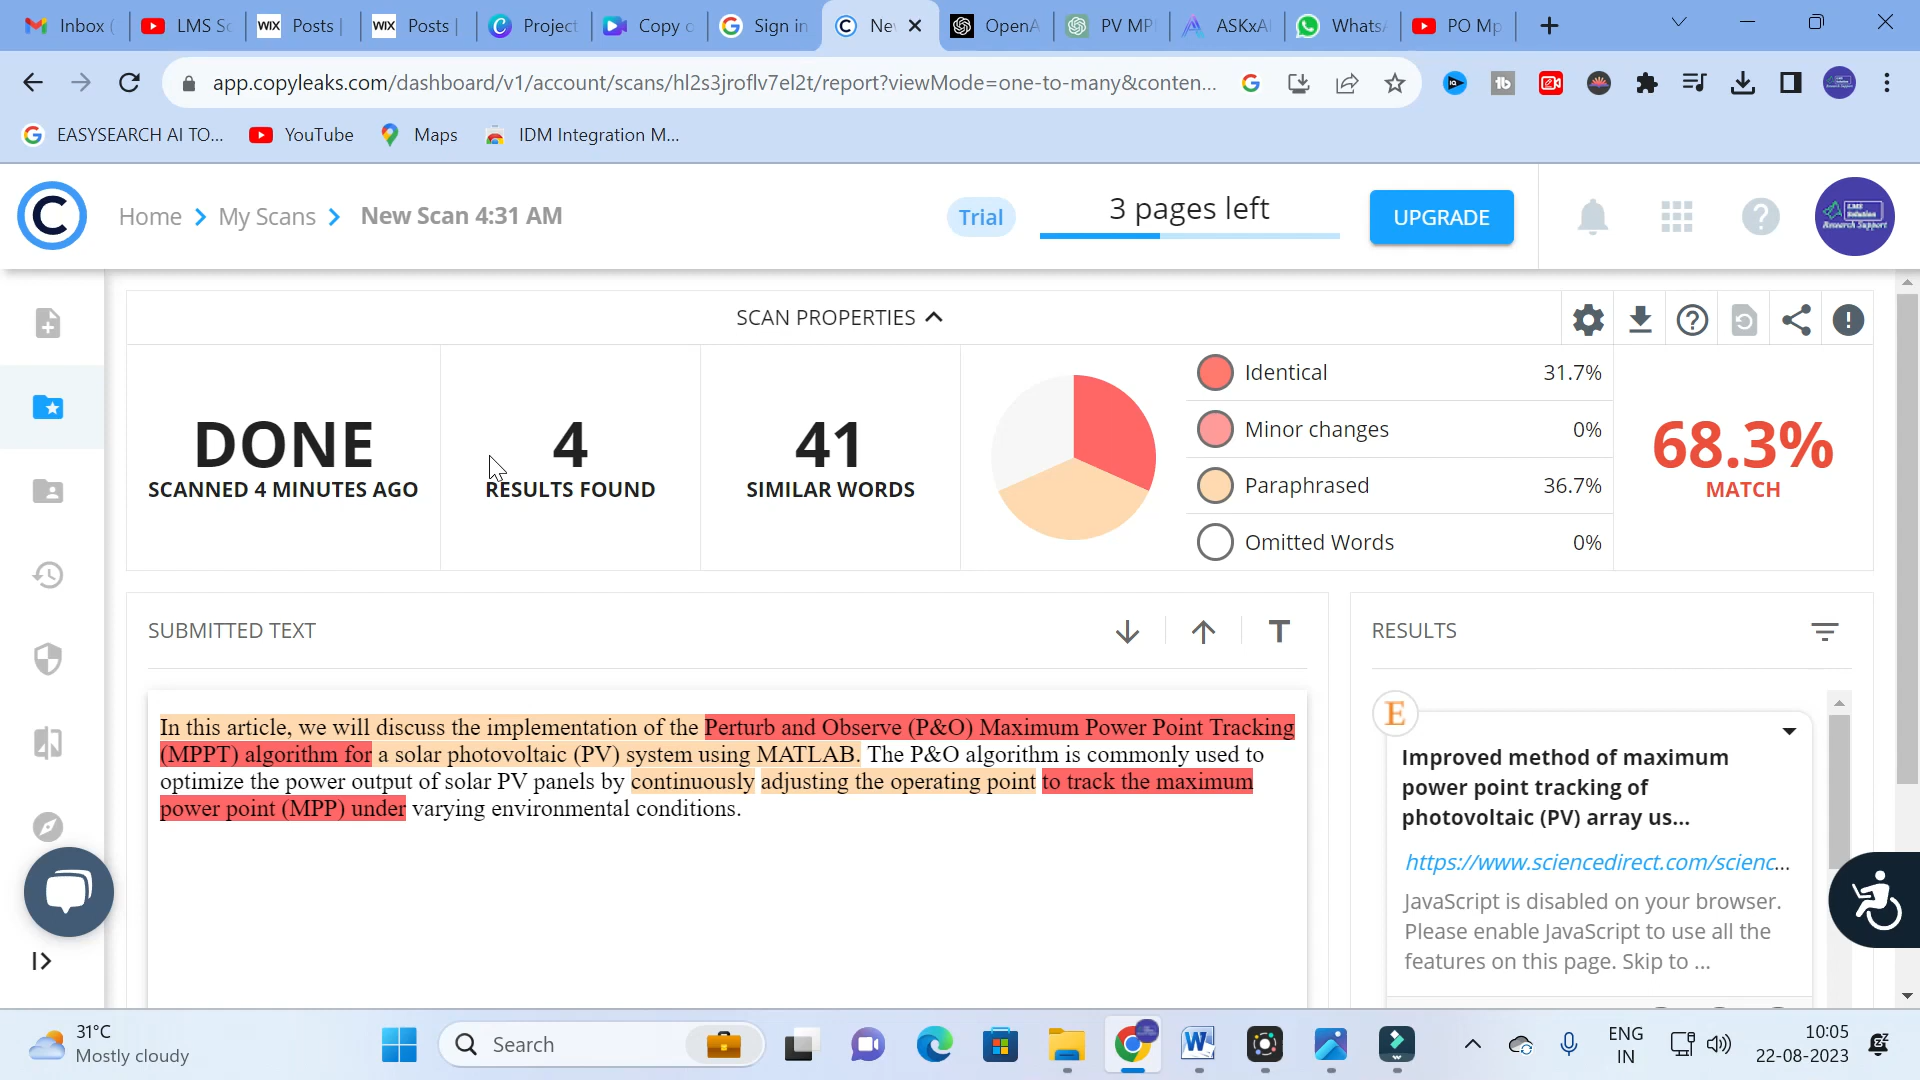 Inbox (
LMS So
WIX Posts |
WIX Posts |
Project
Copy o
Sign in
Ne
OpenA
PV MP
ASKxA
Whats
PO Mp
app.copyleaks.com/dashboard/v1/account/scans/hl2s3jroflv7el2t/report?viewMode=one-to-many&conten...
EASYSEARCH AI TO...
YouTube
Maps
IDM Integration M...
Home
My Scans
New Scan 4:31 AM
Trial
3 pages left
UPGRADE
SCAN PROPERTIES
DONE
SCANNED 4 MINUTES AGO
4
RESULTS FOUND
41
SIMILAR WORDS
Identical 31.7%
Minor changes 0%
Paraphrased 36.7%
Omitted Words 0%
68.3%
MATCH
SUBMITTED TEXT
In this article, we will discuss the implementation of the Perturb and Observe (P&O) Maximum Power Point Tracking
(MPPT) algorithm for a solar photovoltaic (PV) system using MATLAB. The P&O algorithm is commonly used to
optimize the power output of solar PV panels by continuously adjusting the operating point to track the maximum
power point (MPP) under varying environmental conditions.
RESULTS
E
Improved method of maximum
power point tracking of
photovoltaic (PV) array us...
https://www.sciencedirect.com/scienc...
JavaScript is disabled on your browser.
Please enable JavaScript to use all the
features on this page. Skip to ...
31°C
Mostly cloudy
Search
ENG
IN
10:05
22-08-2023